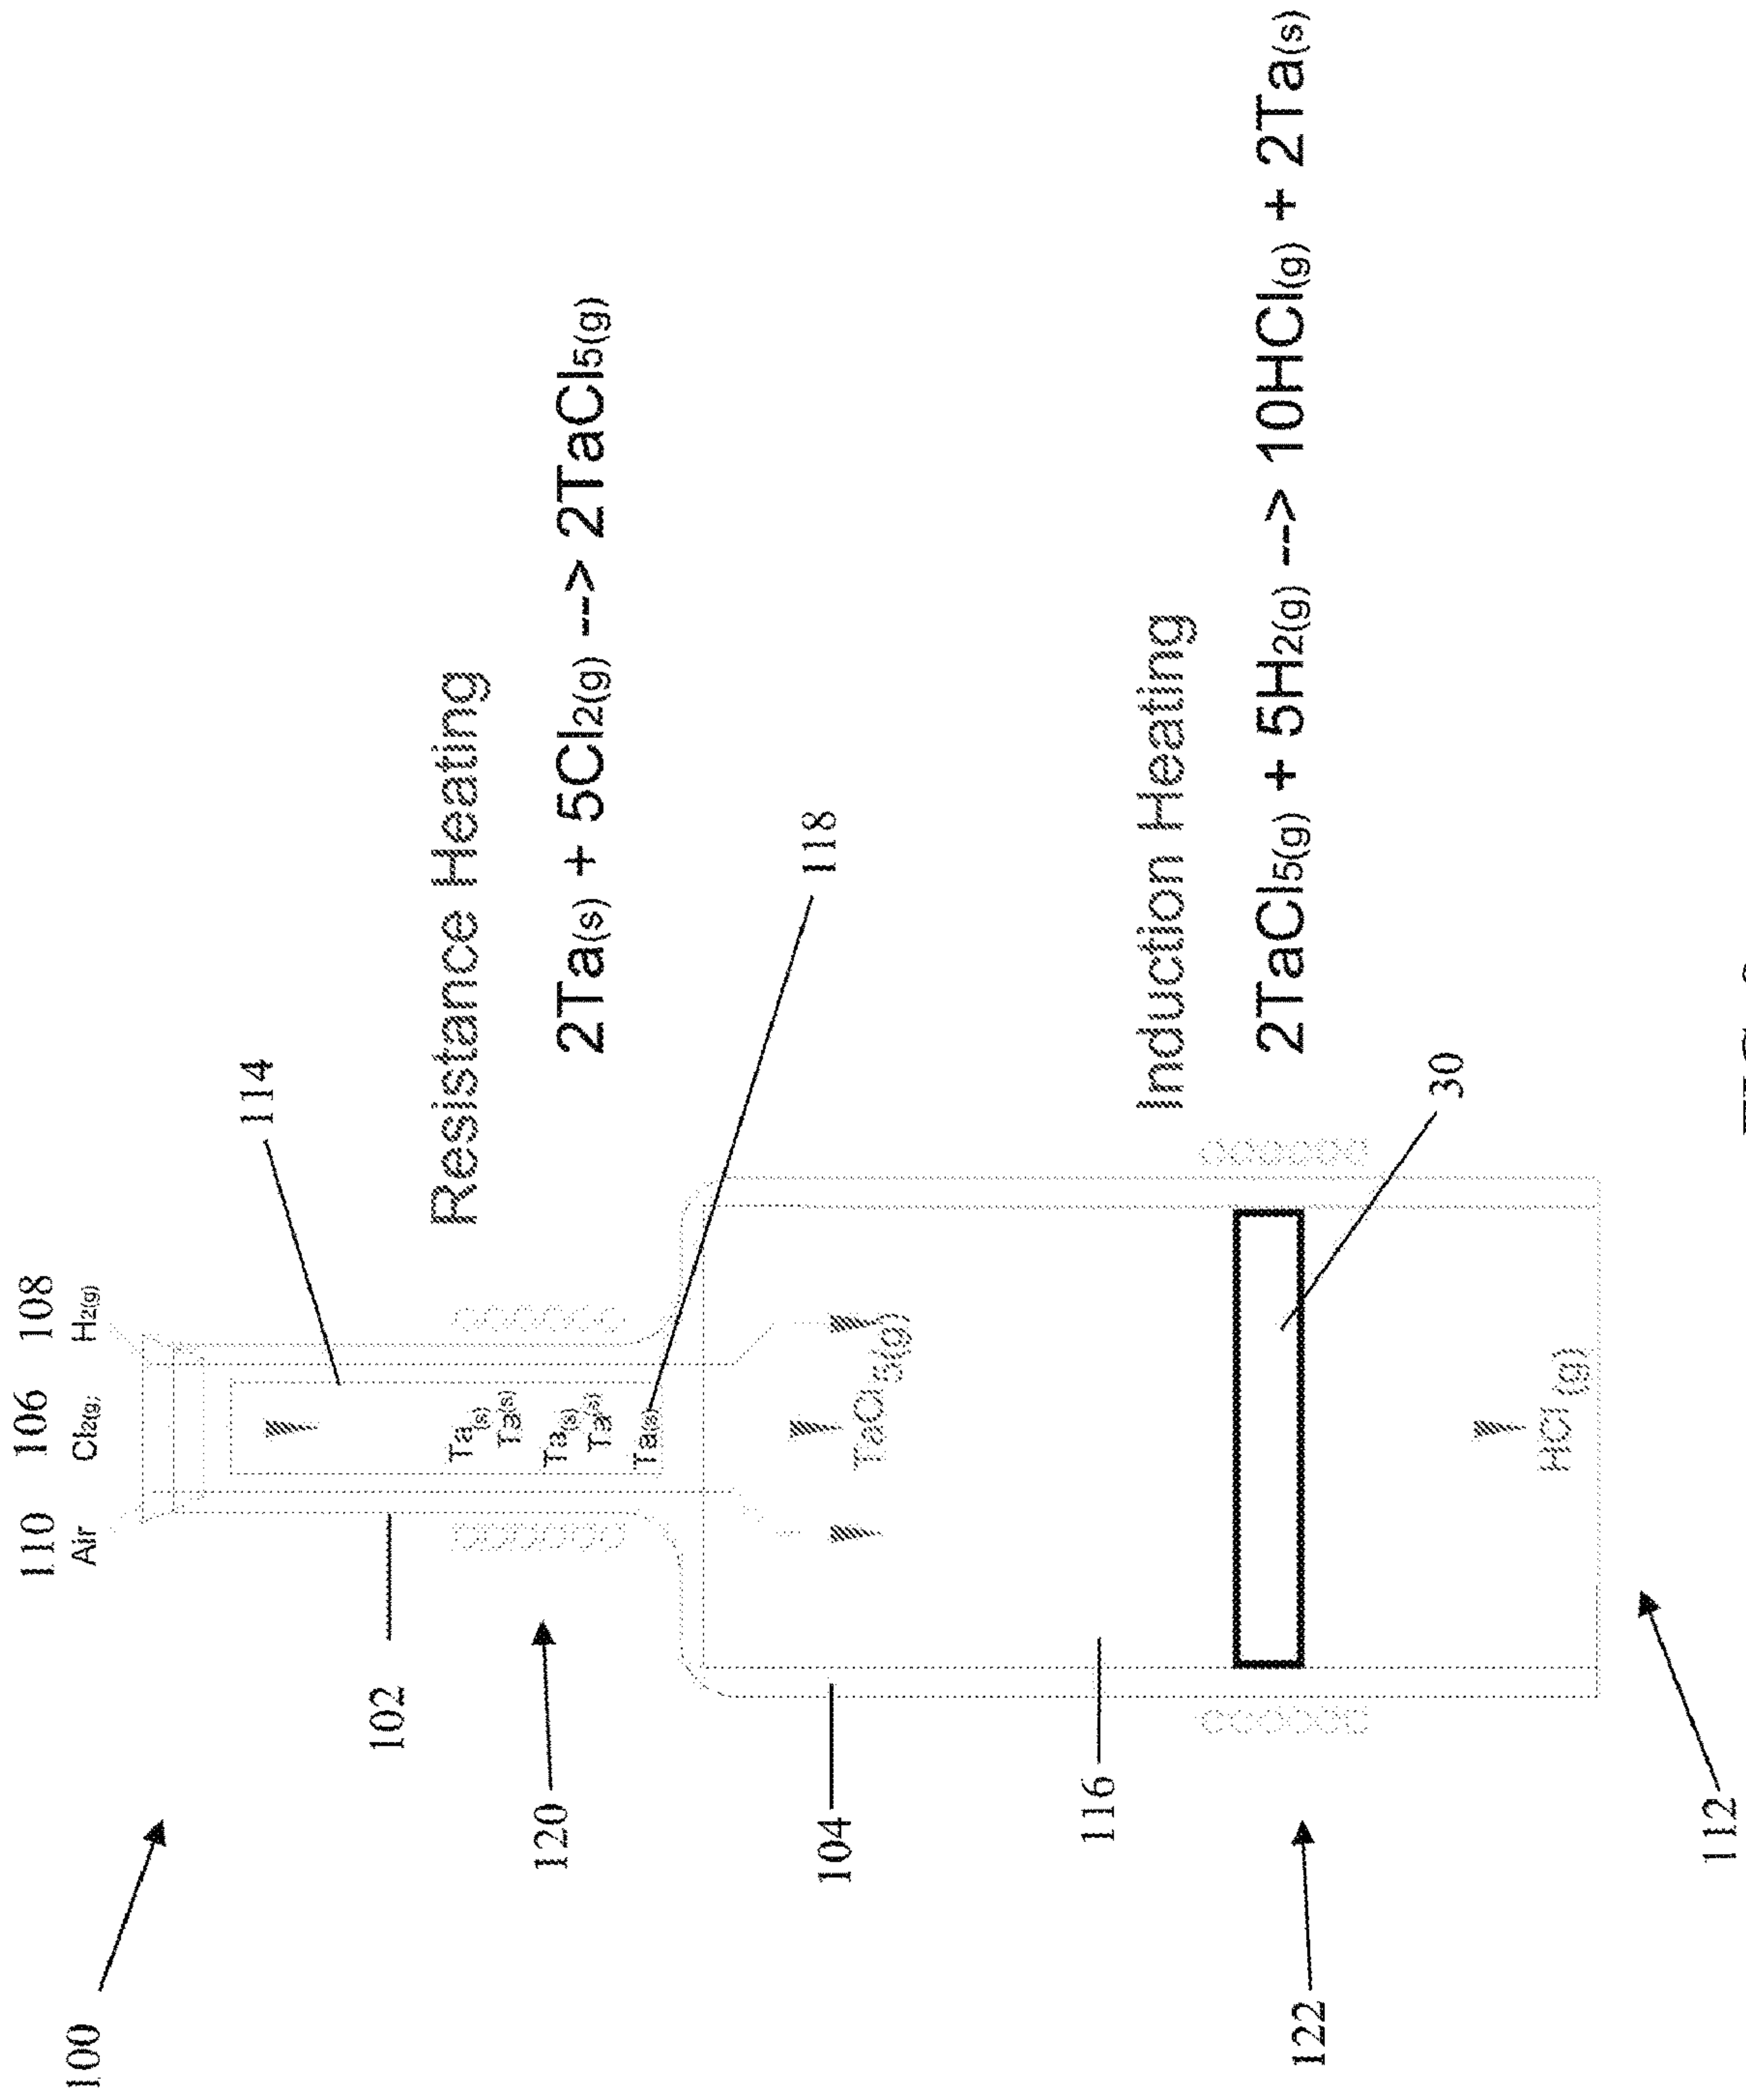 100
110 106 108
Air Cl2(g) H2(g)
114
102
Ta(s)
Ta(s)
Ta(s)
Ta(s)
Ta(s)
120
Resistance Heating
2Ta(s) + 5Cl2(g) --> 2TaCl5(g)
118
104
TaCl5(g)
116
Induction Heating
122
2TaCl5(g) + 5H2(g) --> 10HCl(g) + 2Ta(s)
30
HCl(g)
112